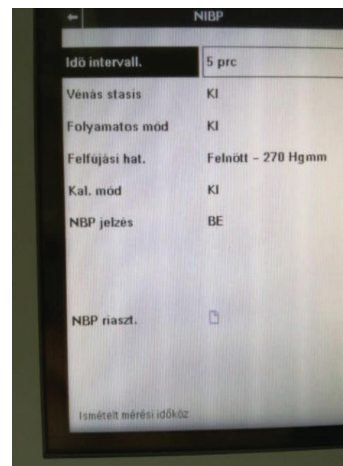 NIBP
Idő intervall. 5 prc
Vénás stasis KI
Folyamatos mód KI
Felfújási hat. Felnőtt - 270 Hgmm
Kal. mód KI
NBP jelzés BE
NBP riaszt.
Ismételt mérési időköz